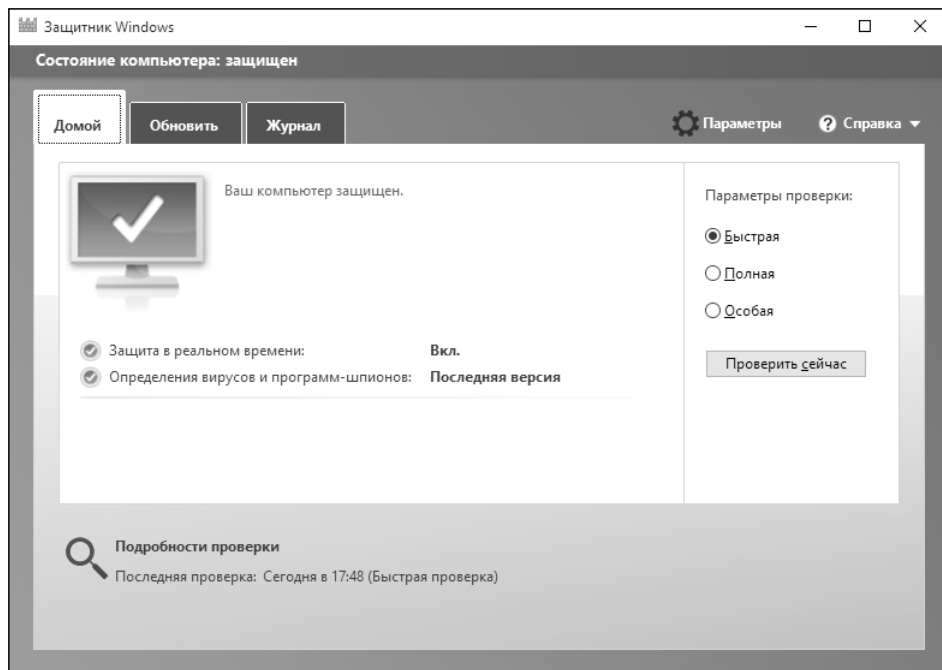 Защитник Windows
Состояние компьютера: защищен
Домой
Обновить
Журнал
Параметры
? Справка
Ваш компьютер защищен.
Защита в реальном времени: Вкл.
Определения вирусов и программ-шпионов: Последняя версия
Параметры проверки:
Быстрая
Полная
Особая
Проверить сейчас
Подробности проверки
Последняя проверка: Сегодня в 17:48 (Быстрая проверка)